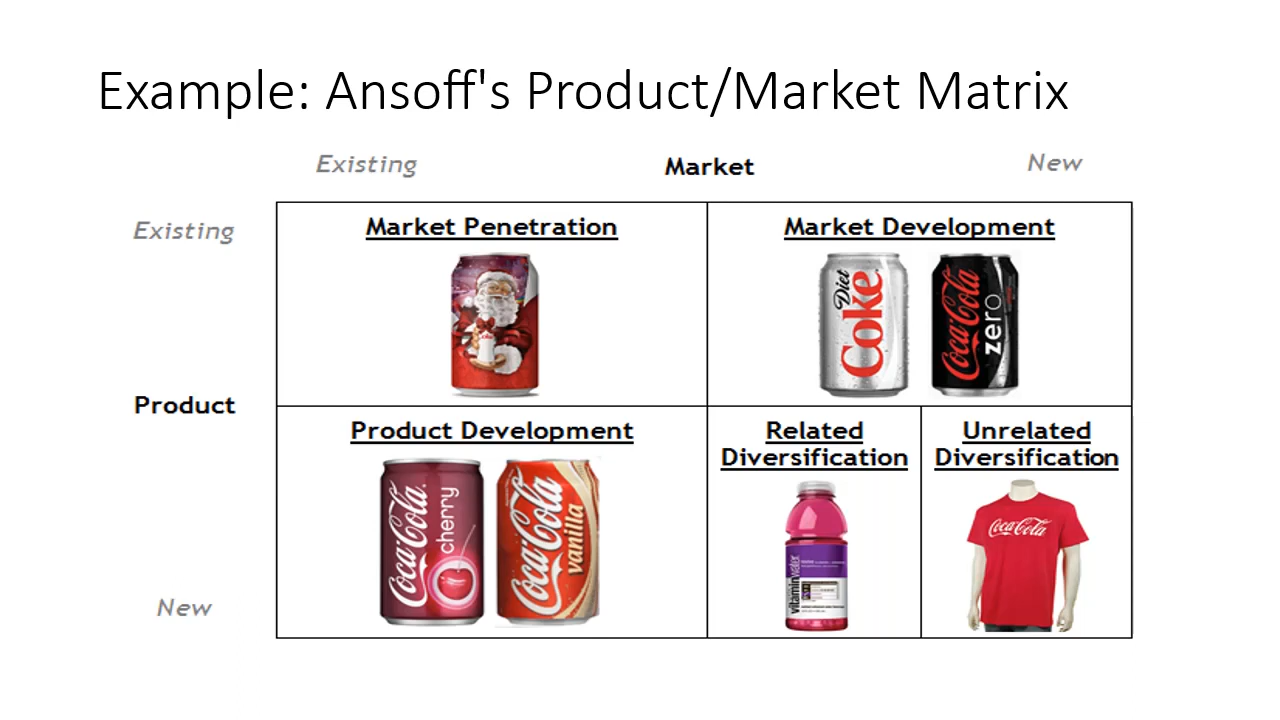 Example: Ansoff's Product/Market Matrix
Existing
Market
New
Existing
Market Penetration
Market Development
Diet
Coke
Coca-Cola
zero
Product
Product Development
Related
Diversification
Unrelated
Diversification
Coca-Cola
cherry
Coca-Cola
vanilla
vitaminwater
Coca-Cola
New